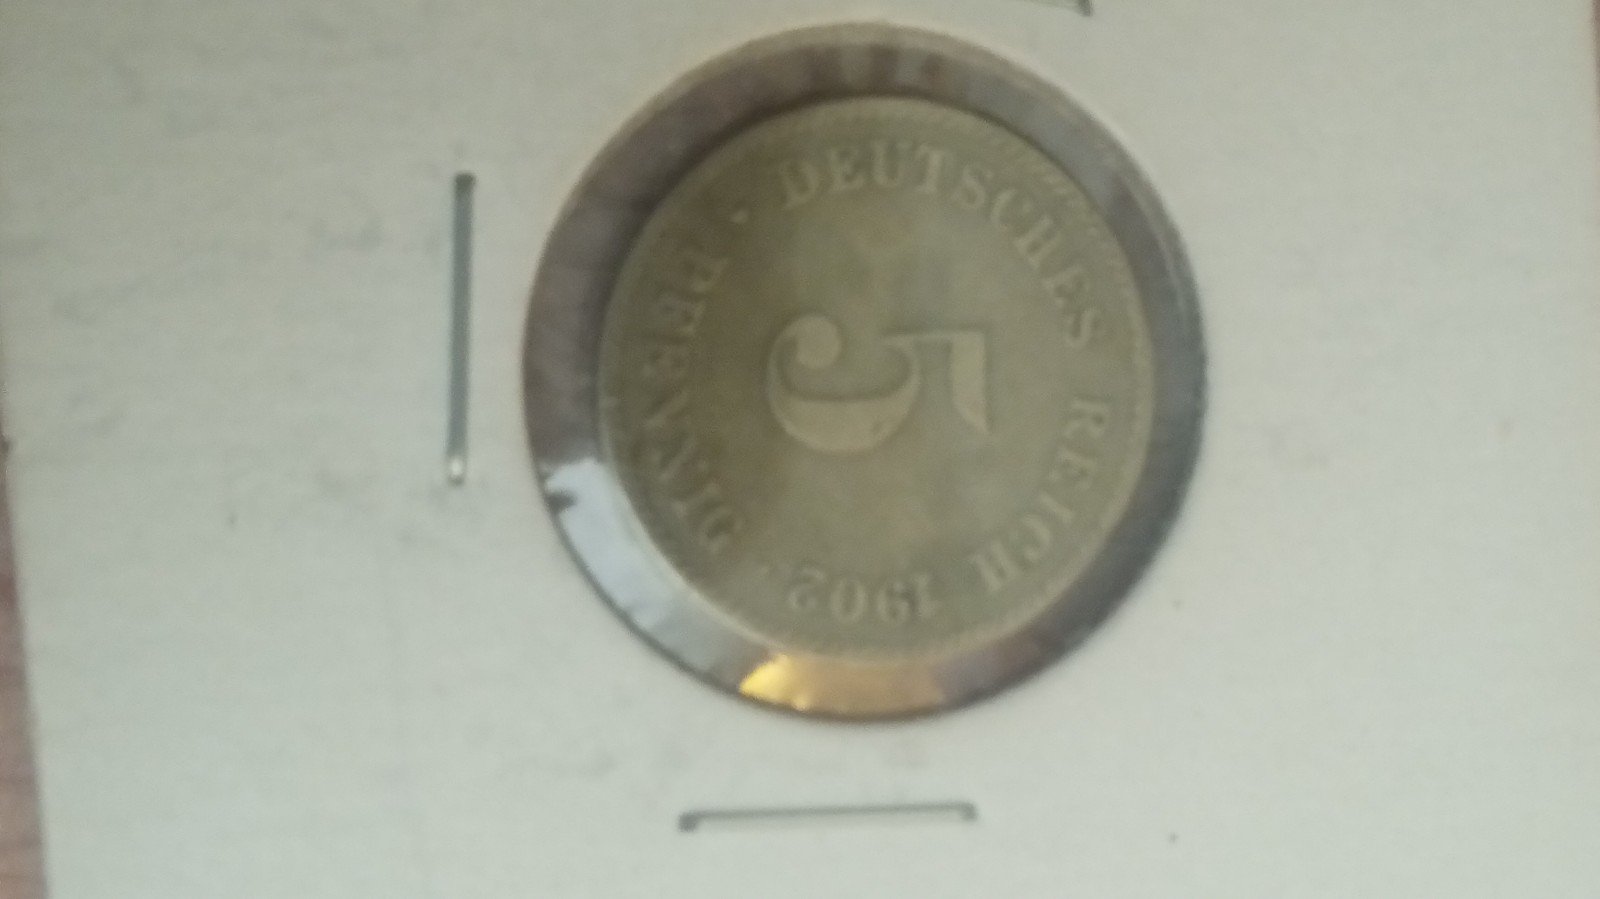 DEUTSCHES REICH 1902
5
PFENNIG